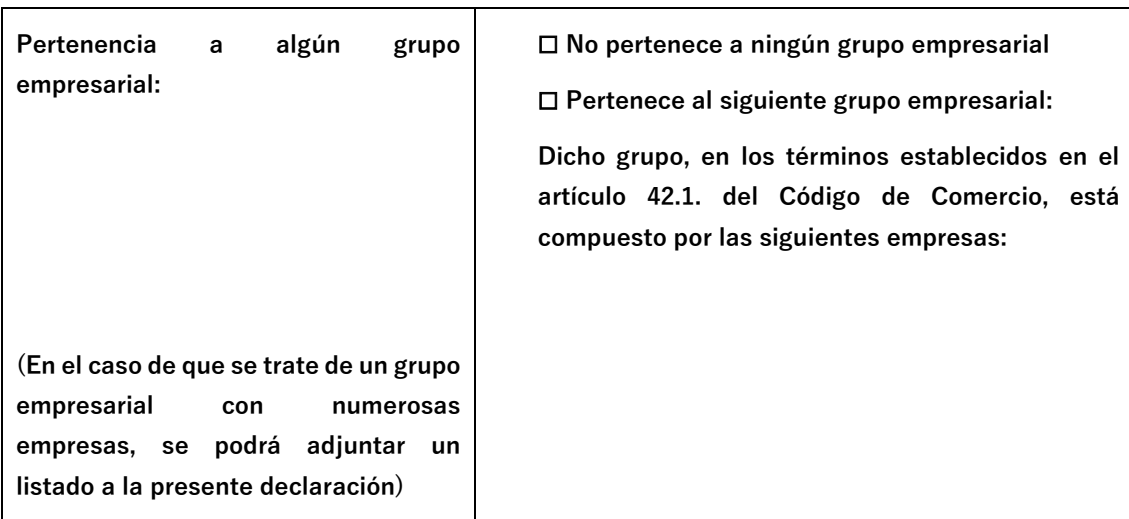 Pertenencia a algún grupo
empresarial:
(En el caso de que se trate de un grupo
empresarial con numerosas
empresas, se podrá adjuntar un
listado a la presente declaración)
☐ No pertenece a ningún grupo empresarial
☐ Pertenece al siguiente grupo empresarial:
Dicho grupo, en los términos establecidos en el
artículo 42.1. del Código de Comercio, está
compuesto por las siguientes empresas: